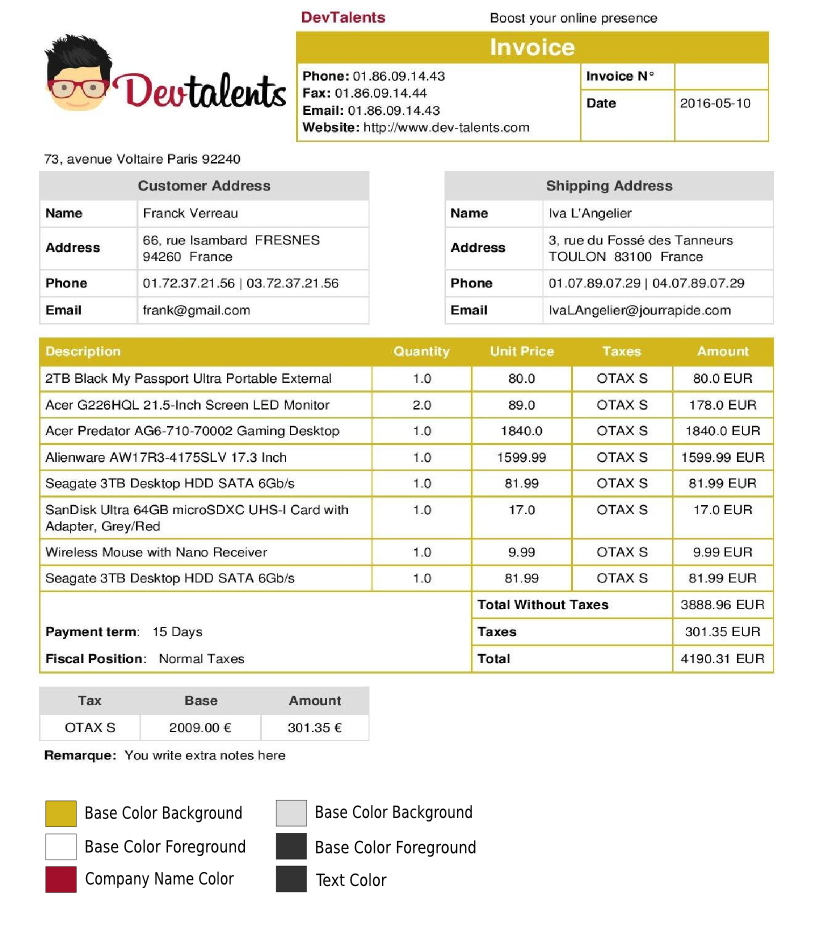 DevTalents Boost your online presence
Devtalents
Invoice
Phone: 01.86.09.14.43 Invoice N°
Fax: 01.86.09.14.44
Email: 01.86.09.14.43 Date 2016-05-10
Website: http://www.dev-talents.com
73, avenue Voltaire Paris 92240
Customer Address Shipping Address
Name Franck Verreau Name Iva L'Angelier
Address 66, rue Isambard FRESNES 94260 France Address 3, rue du Fossé des Tanneurs TOULON 83100 France
Phone 01.72.37.21.56 | 03.72.37.21.56 Phone 01.07.89.07.29 | 04.07.89.07.29
Email frank@gmail.com Email IvaLAngelier@jourrapide.com
Description Quantity Unit Price Taxes Amount
2TB Black My Passport Ultra Portable External 1.0 80.0 OTAX S 80.0 EUR
Acer G226HQL 21.5-Inch Screen LED Monitor 2.0 89.0 OTAX S 178.0 EUR
Acer Predator AG6-710-70002 Gaming Desktop 1.0 1840.0 OTAX S 1840.0 EUR
Alienware AW17R3-4175SLV 17.3 Inch 1.0 1599.99 OTAX S 1599.99 EUR
Seagate 3TB Desktop HDD SATA 6Gb/s 1.0 81.99 OTAX S 81.99 EUR
SanDisk Ultra 64GB microSDXC UHS-I Card with 1.0 17.0 OTAX S 17.0 EUR
Adapter, Grey/Red
Wireless Mouse with Nano Receiver 1.0 9.99 OTAX S 9.99 EUR
Seagate 3TB Desktop HDD SATA 6Gb/s 1.0 81.99 OTAX S 81.99 EUR
Total Without Taxes 3888.96 EUR
Payment term: 15 Days Taxes 301.35 EUR
Fiscal Position: Normal Taxes Total 4190.31 EUR
Tax Base Amount
OTAX S 2009.00 € 301.35 €
Remarque: You write extra notes here
Base Color Background Base Color Background
Base Color Foreground Base Color Foreground
Company Name Color Text Color